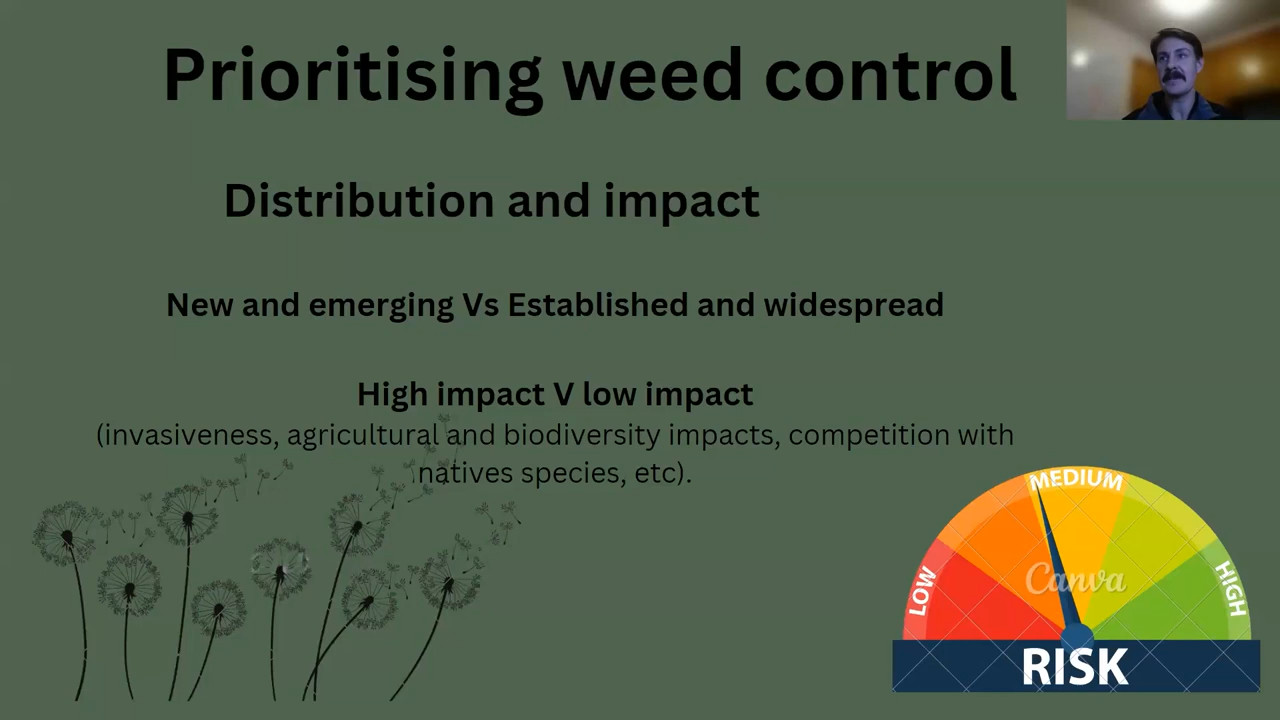 Prioritising weed control
Distribution and impact
New and emerging Vs Established and widespread
High impact V low impact
(invasiveness, agricultural and biodiversity impacts, competition with
natives species, etc).
LOW
MEDIUM
HIGH
Canva
RISK